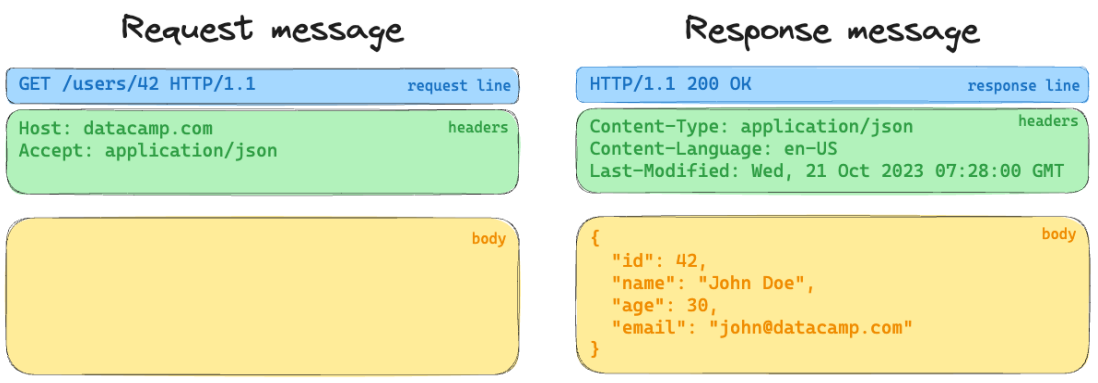 Request message
GET /users/42 HTTP/1.1 request line
Host: datacamp.com headers
Accept: application/json
body
Response message
HTTP/1.1 200 OK response line
Content-Type: application/json headers
Content-Language: en-US
Last-Modified: Wed, 21 Oct 2023 07:28:00 GMT
{ body
  "id": 42,
  "name": "John Doe",
  "age": 30,
  "email": "john@datacamp.com"
}